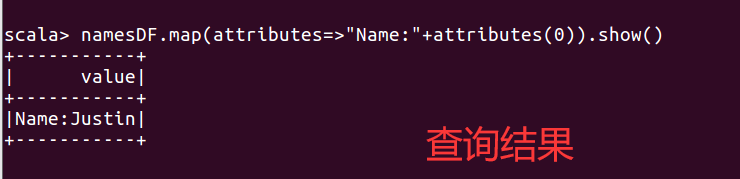 scala> namesDF.map(attributes=>"Name:"+attributes(0)).show()
+-----------+
|      value|
+-----------+
|Name:Justin|
+-----------+
查询结果